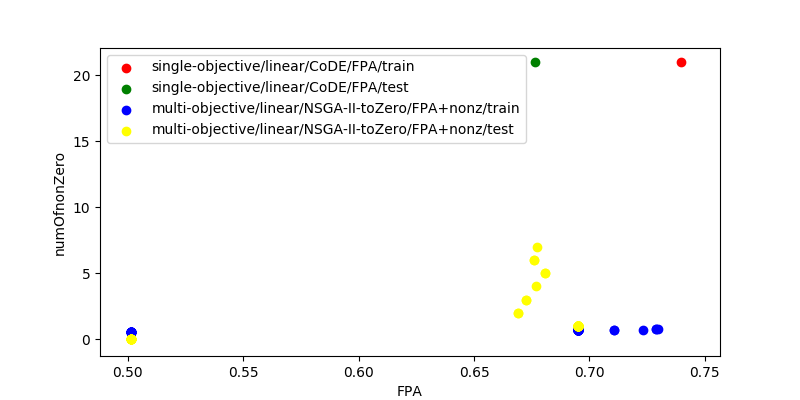 single-objective/linear/CoDE/FPA/train
single-objective/linear/CoDE/FPA/test
multi-objective/linear/NSGA-II-toZero/FPA+nonz/train
multi-objective/linear/NSGA-II-toZero/FPA+nonz/test
numOfnonZero
20
15
10
5
0
0.50
0.55
0.60
0.65
0.70
0.75
FPA